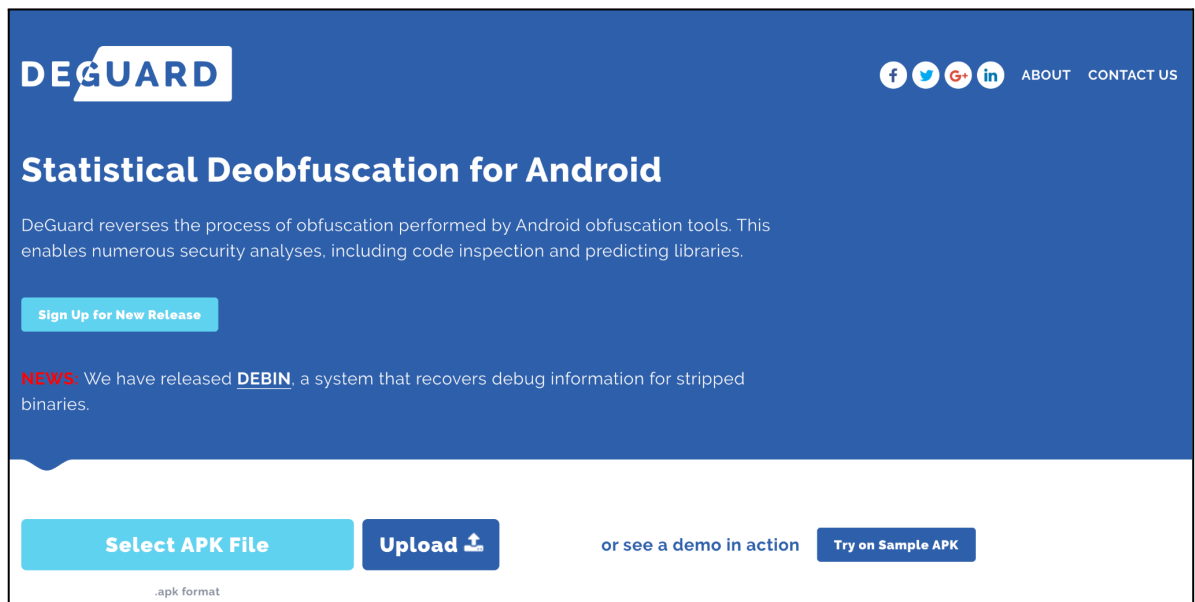 DEGUARD
f G+ in ABOUT CONTACT US
Statistical Deobfuscation for Android
DeGuard reverses the process of obfuscation performed by Android obfuscation tools. This
enables numerous security analyses, including code inspection and predicting libraries.
Sign Up for New Release
NEWS: We have released DEBIN, a system that recovers debug information for stripped
binaries.
Select APK File Upload or see a demo in action Try on Sample APK
.apk format